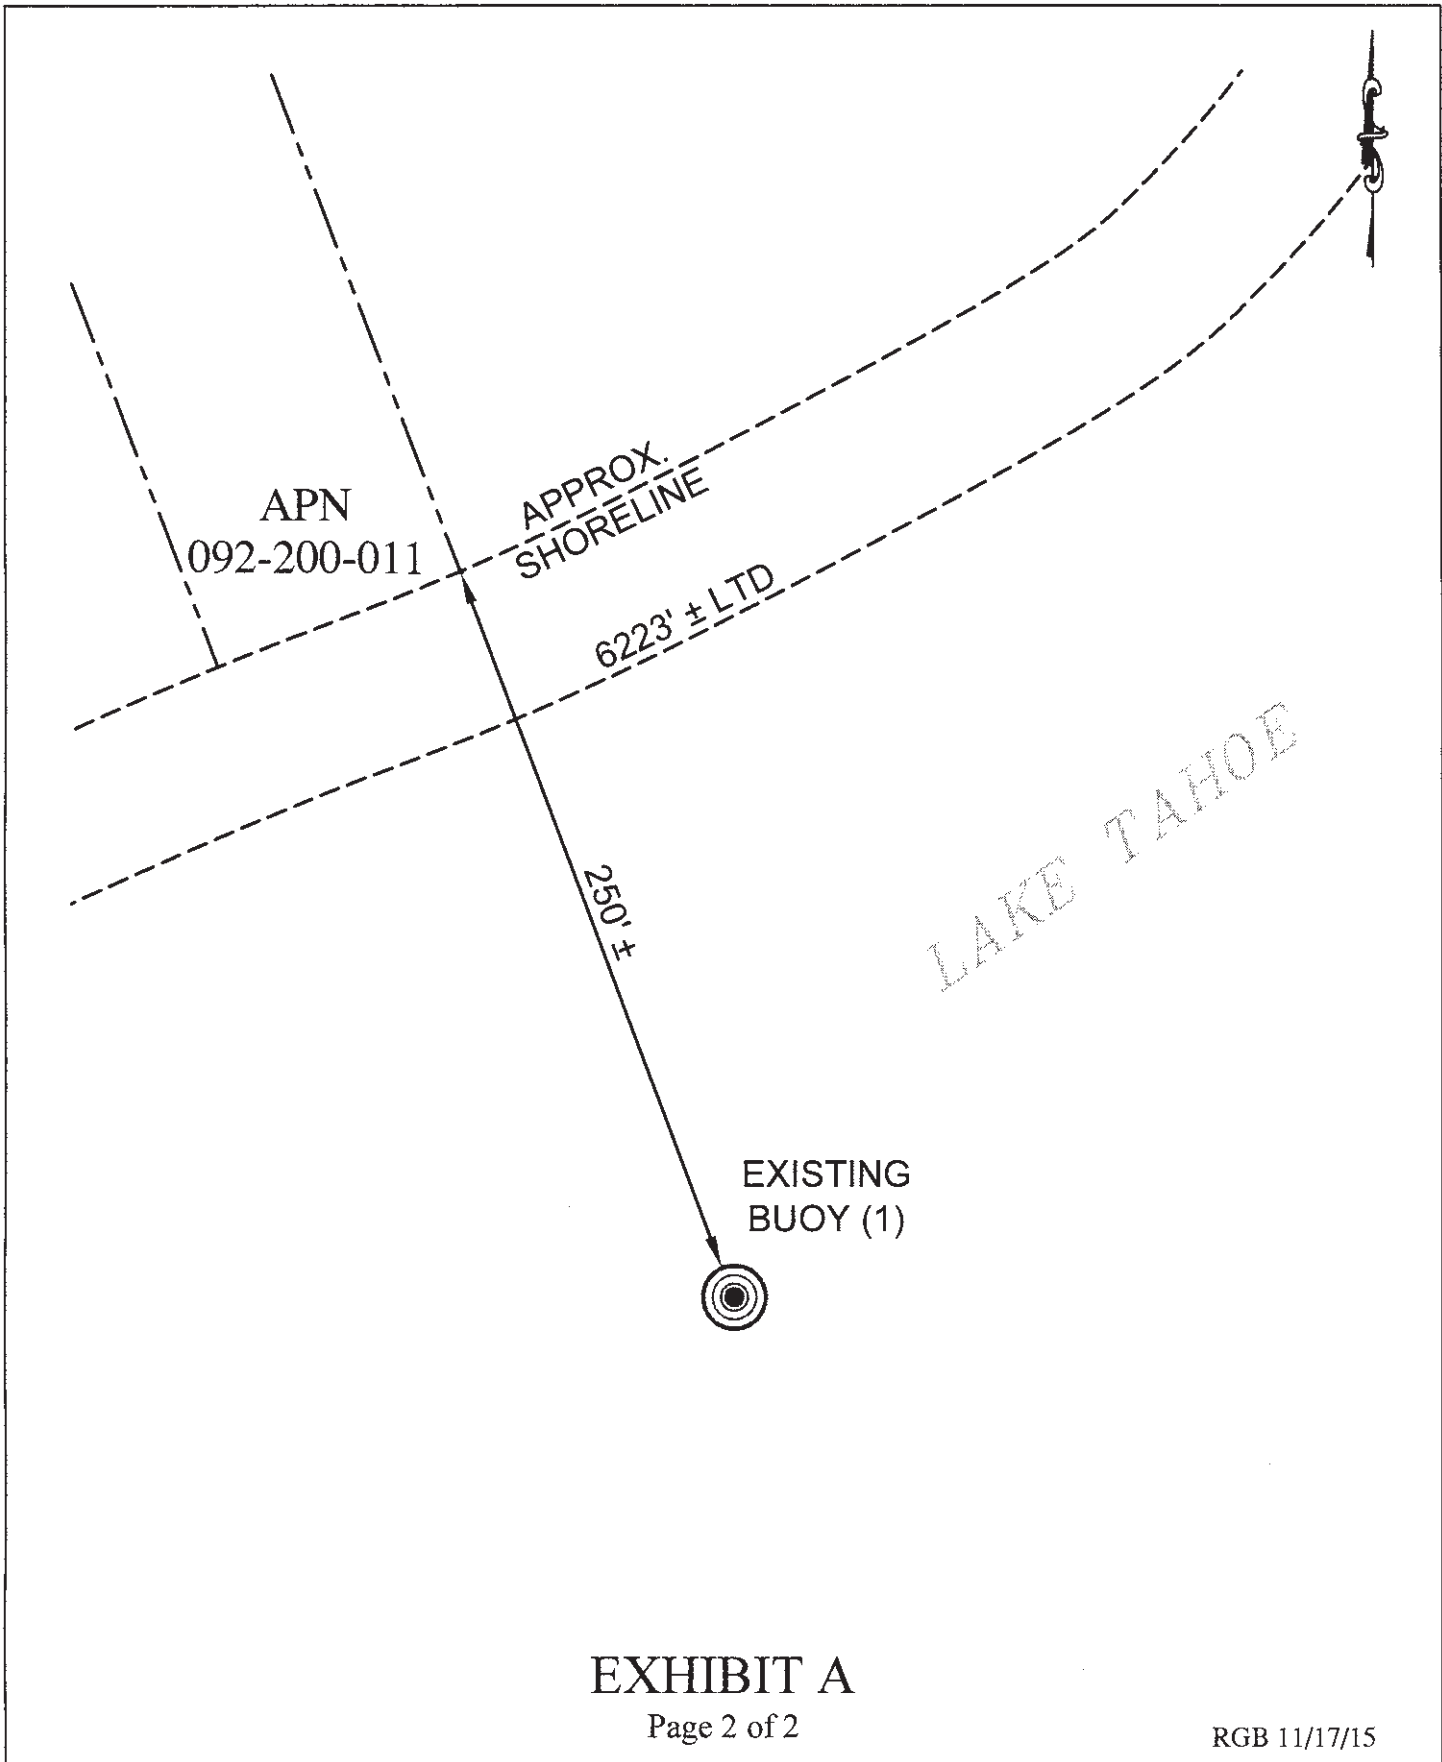 APPROX.
SHORELINE
APN
092-200-011
6223' ± LTD
LAKE TAHOE
250' ±
EXISTING
BUOY (1)
EXHIBIT A
Page 2 of 2
RGB 11/17/15